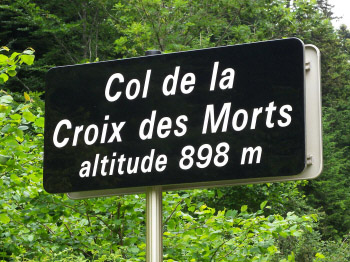 Col de la
Croix des Morts
altitude 898 m